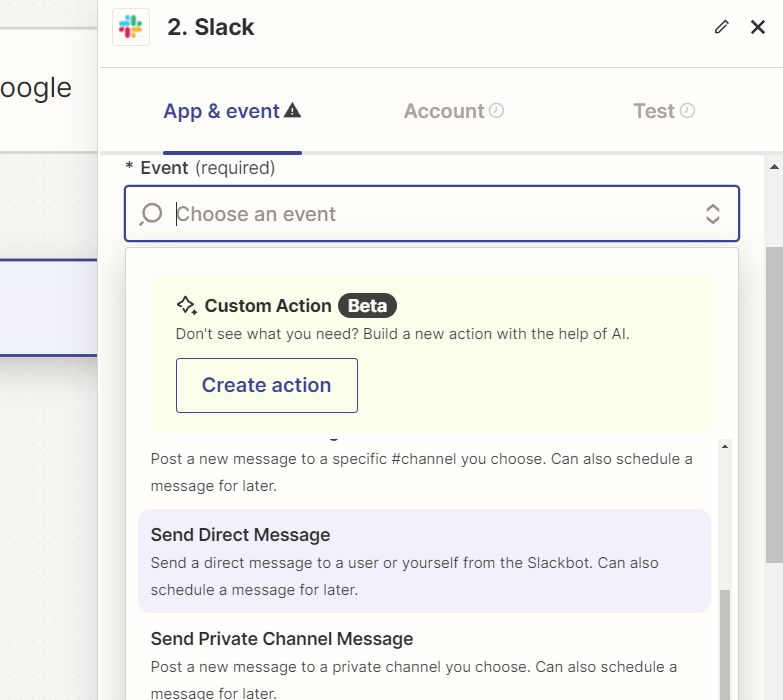 2. Slack
oogle
App & event
Account
Test
* Event (required)
Choose an event
Custom Action Beta
Don't see what you need? Build a new action with the help of AI.
Create action
Post a new message to a specific #channel you choose. Can also schedule a
message for later.
Send Direct Message
Send a direct message to a user or yourself from the Slackbot. Can also
schedule a message for later.
Send Private Channel Message
Post a new message to a private channel you choose. Can also schedule a
message for later.